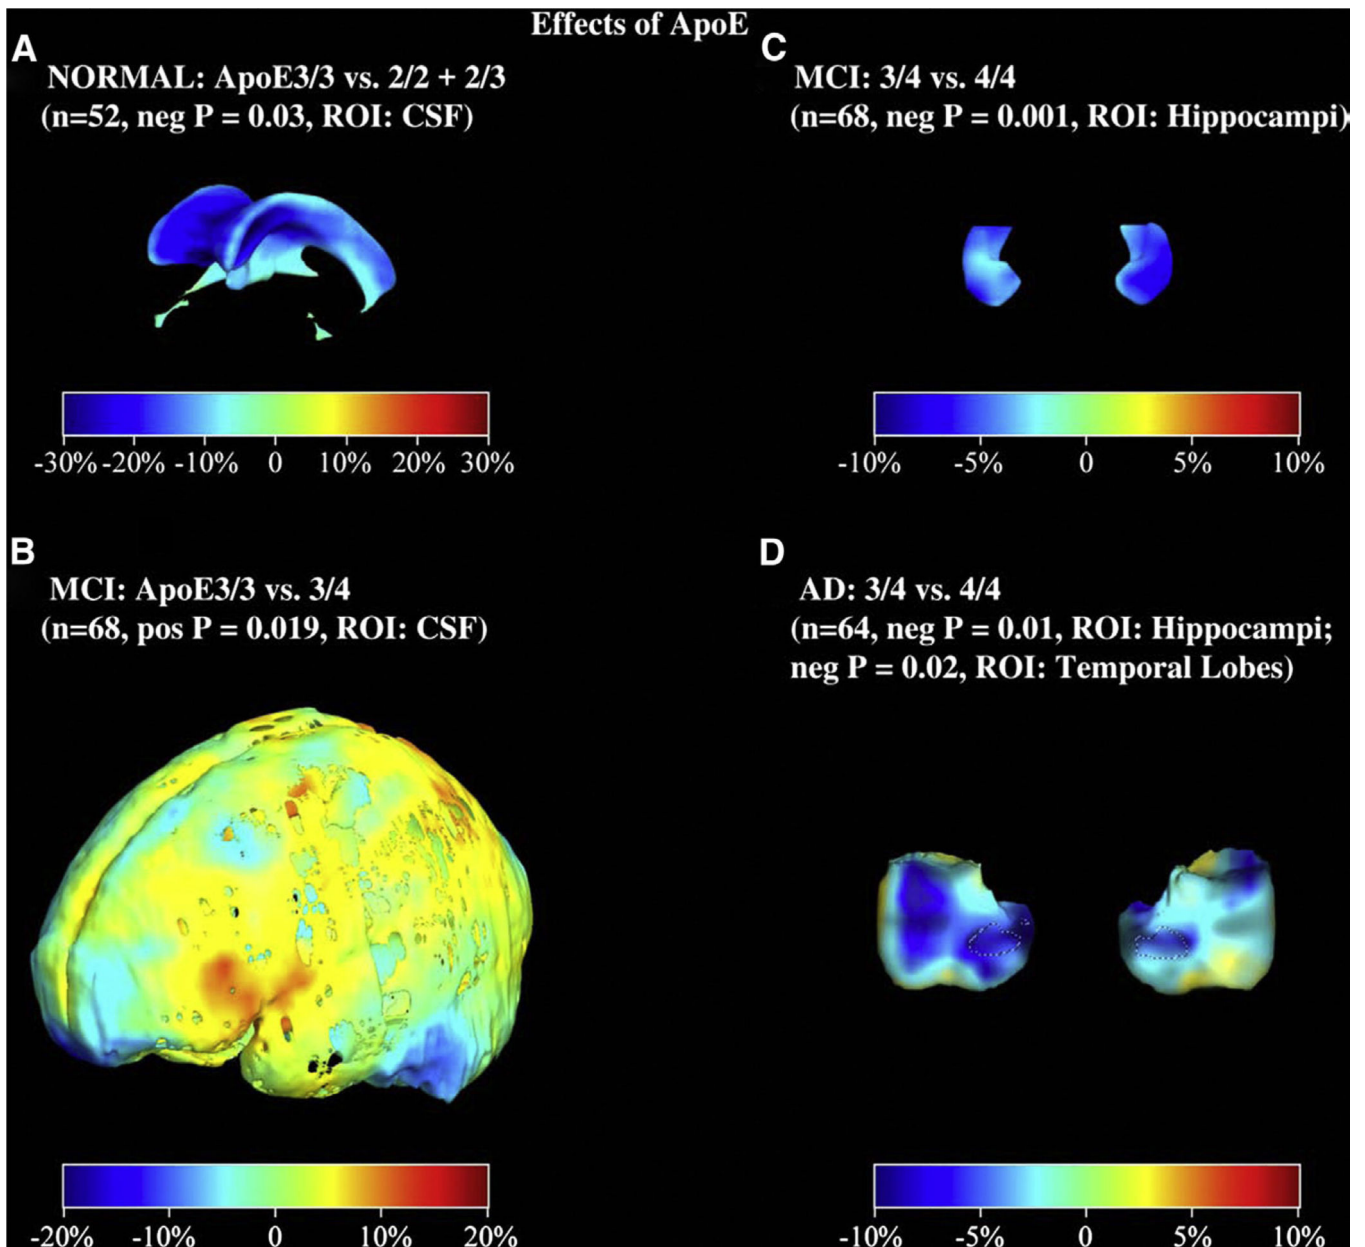 Effects of ApoE
A
NORMAL: ApoE3/3 vs. 2/2 + 2/3
(n=52, neg P = 0.03, ROI: CSF)
-30% -20% -10% 0 10% 20% 30%
B
MCI: ApoE3/3 vs. 3/4
(n=68, pos P = 0.019, ROI: CSF)
-20% -10% 0 10% 20%
C
MCI: 3/4 vs. 4/4
(n=68, neg P = 0.001, ROI: Hippocampi)
-10% -5% 0 5% 10%
D
AD: 3/4 vs. 4/4
(n=64, neg P = 0.01, ROI: Hippocampi;
neg P = 0.02, ROI: Temporal Lobes)
-10% -5% 0 5% 10%